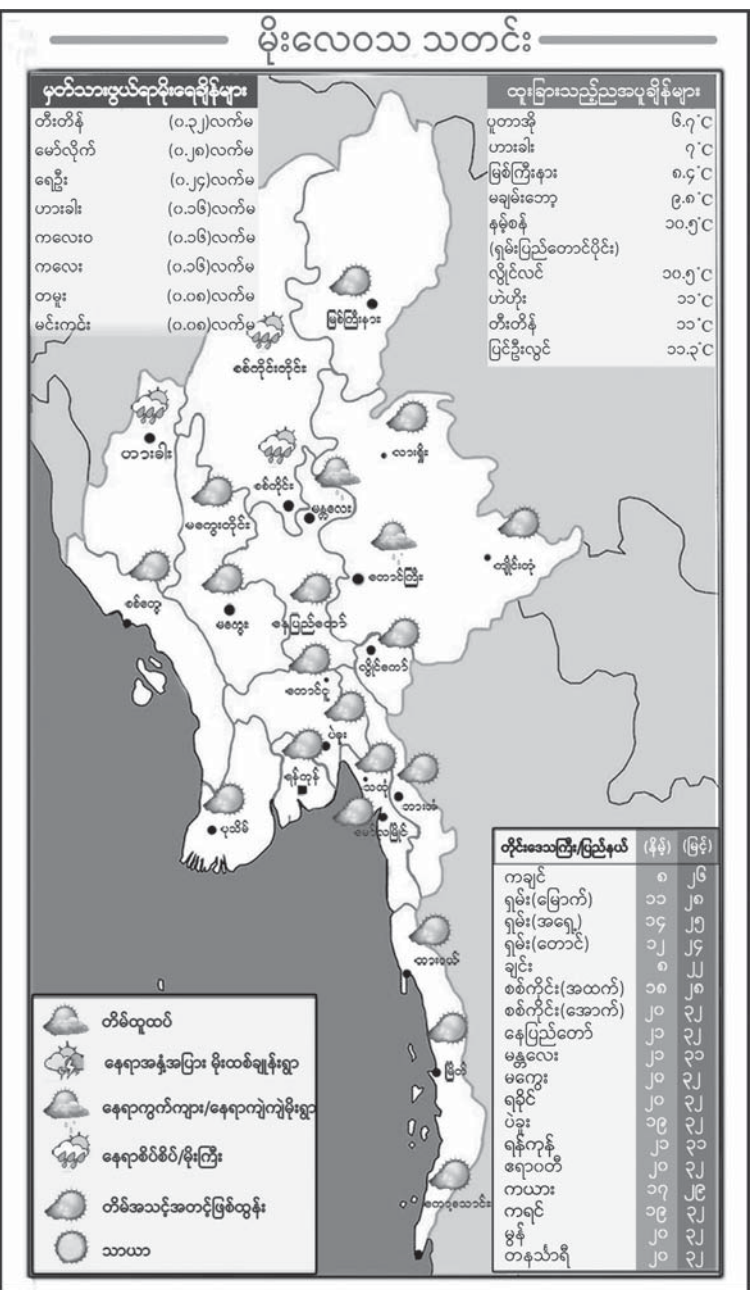 မိုးလေဝသ သတင်း
မှတ်သားဖွယ်ရာမိုးရေချိန်များ
တီးတိန် (၀.၃၂)လက်မ
မော်လိုက် (၀.၂၈)လက်မ
ရေဦး (၀.၂၄)လက်မ
ဟားခါး (၀.၁၆)လက်မ
ကလေးဝ (၀.၁၆)လက်မ
ကလေး (၀.၁၆)လက်မ
တမူး (၀.၀၈)လက်မ
မင်းကင်း (၀.၀၈)လက်မ
ထူးခြားသည့်ညအပူချိန်များ
ပူတာအို ၆.၇°C
ဟားခါး ၇°C
မြစ်ကြီးနား ၈.၄°C
မချမ်းဘော့ ၉.၈°C
နမ့်စန် ၁၀.၅°C
(ရှမ်းပြည်တောင်ပိုင်း)
လွိုင်လင် ၁၀.၅°C
ဟဲဟိုး ၁၁°C
တီးတိန် ၁၁°C
ပြင်ဦးလွင် ၁၁.၃°C
မြစ်ကြီးနား
စစ်ကိုင်းတိုင်း
ဟားခါး
လားရှိုး
စစ်ကိုင်း
မန္တလေး
မကွေးတိုင်း
ကျိုင်းတုံ
တောင်ကြီး
စစ်တွေ
မကွေး
နေပြည်တော်
လွိုင်ကော်
တောင်ငူ
ပဲခူး
ရန်ကုန်
သထုံ
ဘားအံ
ပုသိမ်
မော်လမြိုင်
ထားဝယ်
မြိတ်
ကော့သောင်း
တိမ်ထူထပ်
နေရာအနှံ့အပြား မိုးထစ်ချုန်းရွာ
နေရာကွက်ကျား/နေရာကျဲကျဲမိုးရွာ
နေရာစိပ်စိပ်/မိုးကြီး
တိမ်အသင့်အတင့်ဖြစ်ထွန်း
သာယာ
တိုင်းဒေသကြီး/ပြည်နယ် (နိမ့်) (မြင့်)
ကချင် ၈ ၂၆
ရှမ်း(မြောက်) ၁၁ ၂၈
ရှမ်း(အရှေ့) ၁၄ ၂၅
ရှမ်း(တောင်) ၁၂ ၂၄
ချင်း ၈ ၂၂
စစ်ကိုင်း(အထက်) ၁၈ ၂၈
စစ်ကိုင်း(အောက်) ၂၀ ၃၂
နေပြည်တော် ၂၁ ၃၂
မန္တလေး ၂၁ ၃၁
မကွေး ၂၀ ၃၂
ရခိုင် ၂၀ ၃၂
ပဲခူး ၁၉ ၃၂
ရန်ကုန် ၂၁ ၃၁
ဧရာဝတီ ၂၀ ၃၂
ကယား ၁၇ ၂၉
ကရင် ၁၉ ၃၂
မွန် ၂၀ ၃၂
တနင်္သာရီ ၂၀ ၃၂